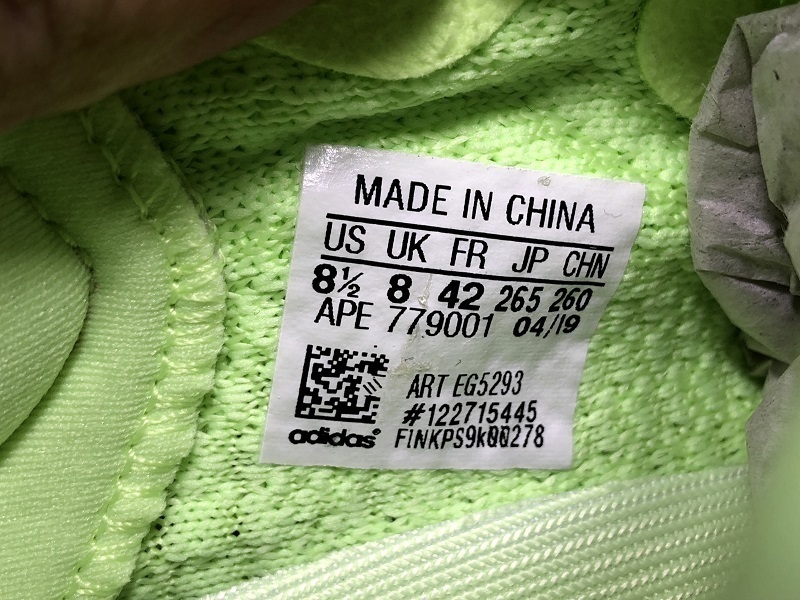 MADE IN CHINA
US UK FR JP CHN
8½ 8 42 265 260
APE 779001 04/19
ART EG5293
#122715445
adidas®